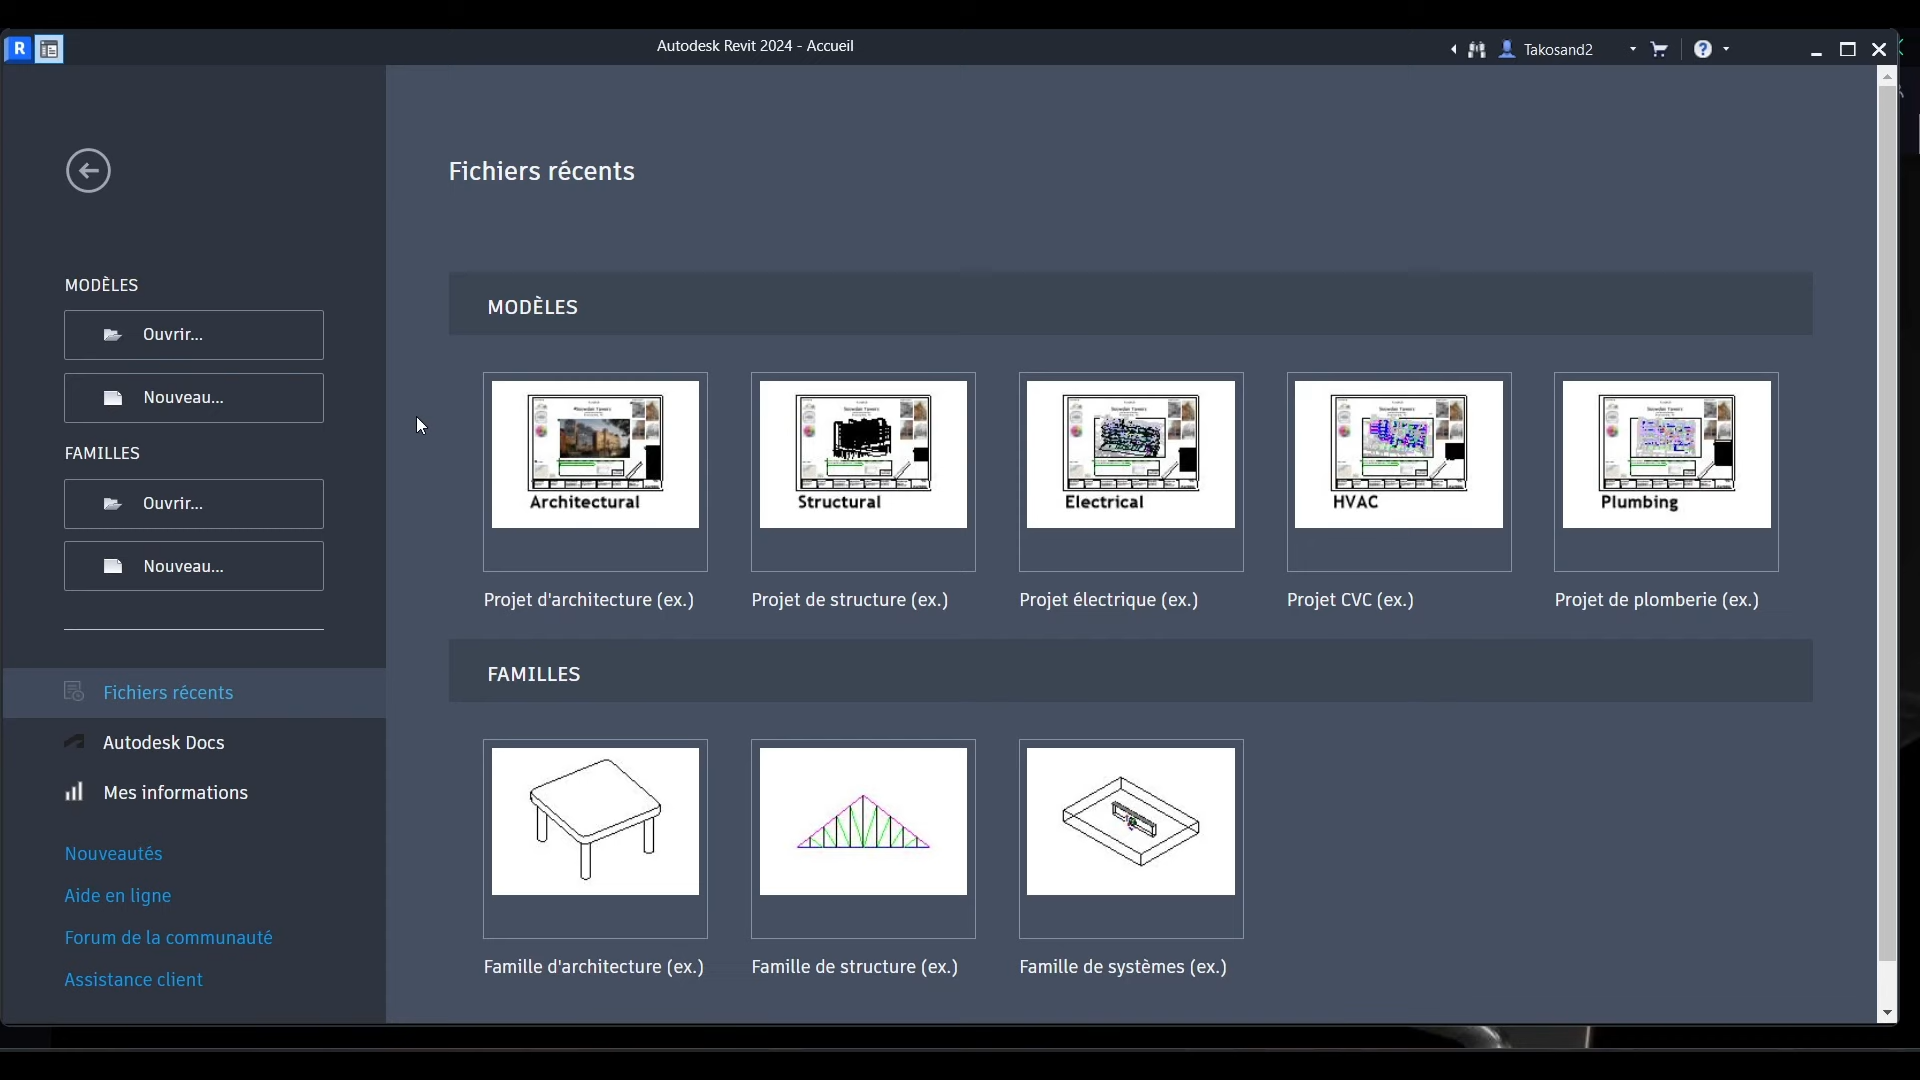 R
Autodesk Revit 2024 - Accueil
Takosand2
?
MODÈLES
Ouvrir...
Nouveau...
FAMILLES
Ouvrir...
Nouveau...
Fichiers récents
Autodesk Docs
Mes informations
Nouveautés
Aide en ligne
Forum de la communauté
Assistance client
Fichiers récents
MODÈLES
Architectural
Structural
Electrical
HVAC
Plumbing
Projet d'architecture (ex.)
Projet de structure (ex.)
Projet électrique (ex.)
Projet CVC (ex.)
Projet de plomberie (ex.)
FAMILLES
Famille d'architecture (ex.)
Famille de structure (ex.)
Famille de systèmes (ex.)